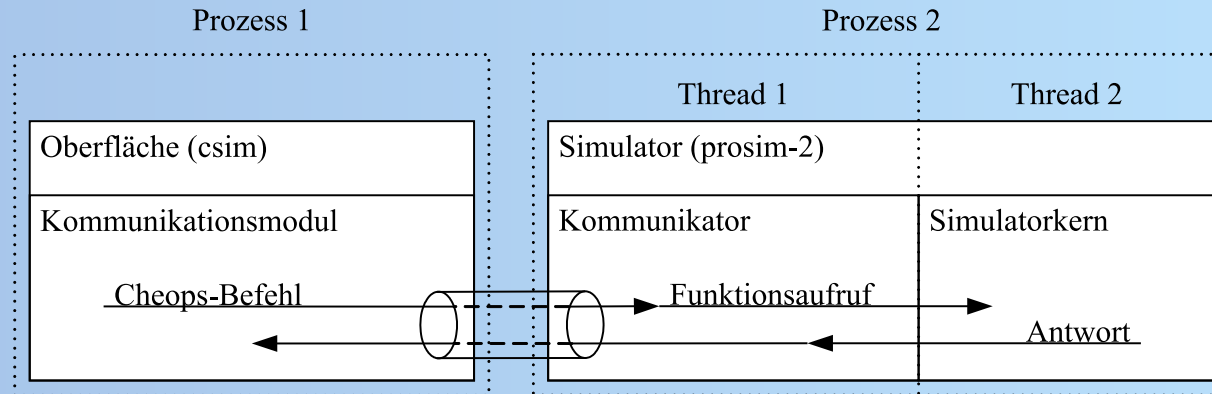 Prozess 1
Prozess 2
Thread 1
Thread 2
Oberfläche (csim)
Simulator (prosim-2)
Kommunikationsmodul
Kommunikator
Simulatorkern
Cheops-Befehl
Funktionsaufruf
Antwort